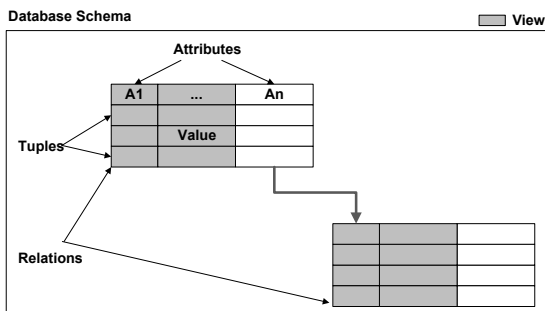 Database Schema
View
Attributes
A1 ... An
Value
Tuples
Relations